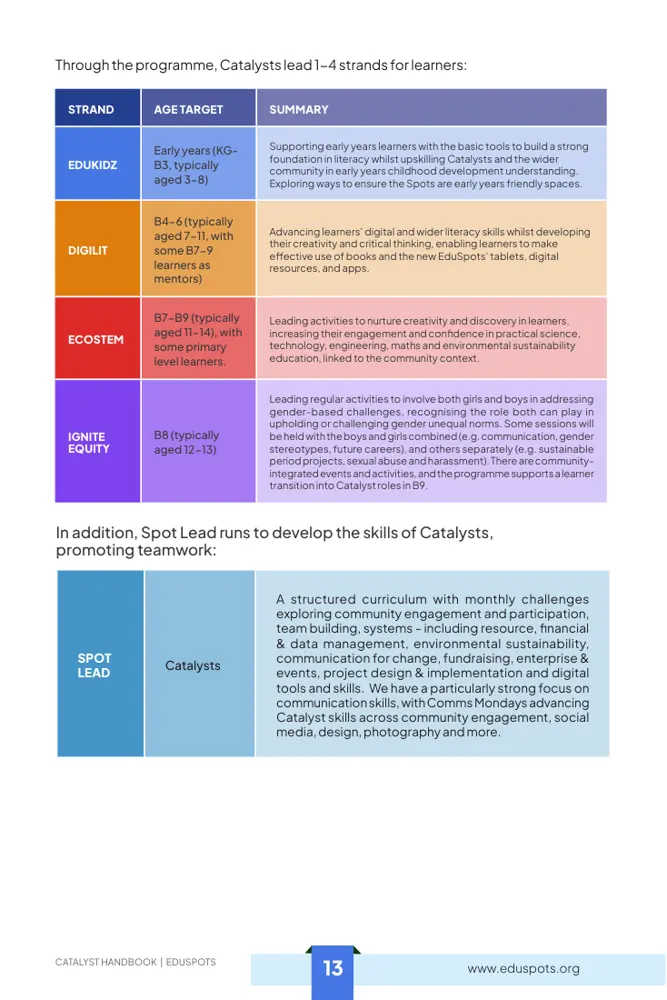 Through the programme, Catalysts lead 1–4 strands for learners:
STRAND
AGE TARGET
SUMMARY
EDUKIDZ
Early years (KG–
B3, typically
aged 3–8)
Supporting early years learners with the basic tools to build a strong
foundation in literacy whilst upskilling Catalysts and the wider
community in early years childhood development understanding.
Exploring ways to ensure the Spots are early years friendly spaces.
DIGILIT
B4–6 (typically
aged 7–11, with
some B7–9
learners as
mentors)
Advancing learners' digital and wider literacy skills whilst developing
their creativity and critical thinking, enabling learners to make
effective use of books and the new EduSpots' tablets, digital
resources, and apps.
ECOSTEM
B7–B9 (typically
aged 11–14), with
some primary
level learners.
Leading activities to nurture creativity and discovery in learners,
increasing their engagement and confidence in practical science,
technology, engineering, maths and environmental sustainability
education, linked to the community context.
IGNITE
EQUITY
B8 (typically
aged 12–13)
Leading regular activities to involve both girls and boys in addressing
gender-based challenges, recognising the role both can play in
upholding or challenging gender unequal norms. Some sessions will
be held with the boys and girls combined (e.g. communication, gender
stereotypes, future careers), and others separately (e.g. sustainable
period projects, sexual abuse and harassment). There are community-
integrated events and activities, and the programme supports a learner
transition into Catalyst roles in B9.
In addition, Spot Lead runs to develop the skills of Catalysts,
promoting teamwork:
SPOT
LEAD
Catalysts
A structured curriculum with monthly challenges
exploring community engagement and participation,
team building, systems – including resource, financial
& data management, environmental sustainability,
communication for change, fundraising, enterprise &
events, project design & implementation and digital
tools and skills. We have a particularly strong focus on
communication skills, with Comms Mondays advancing
Catalyst skills across community engagement, social
media, design, photography and more.
CATALYST HANDBOOK | EDUSPOTS
13
www.eduspots.org